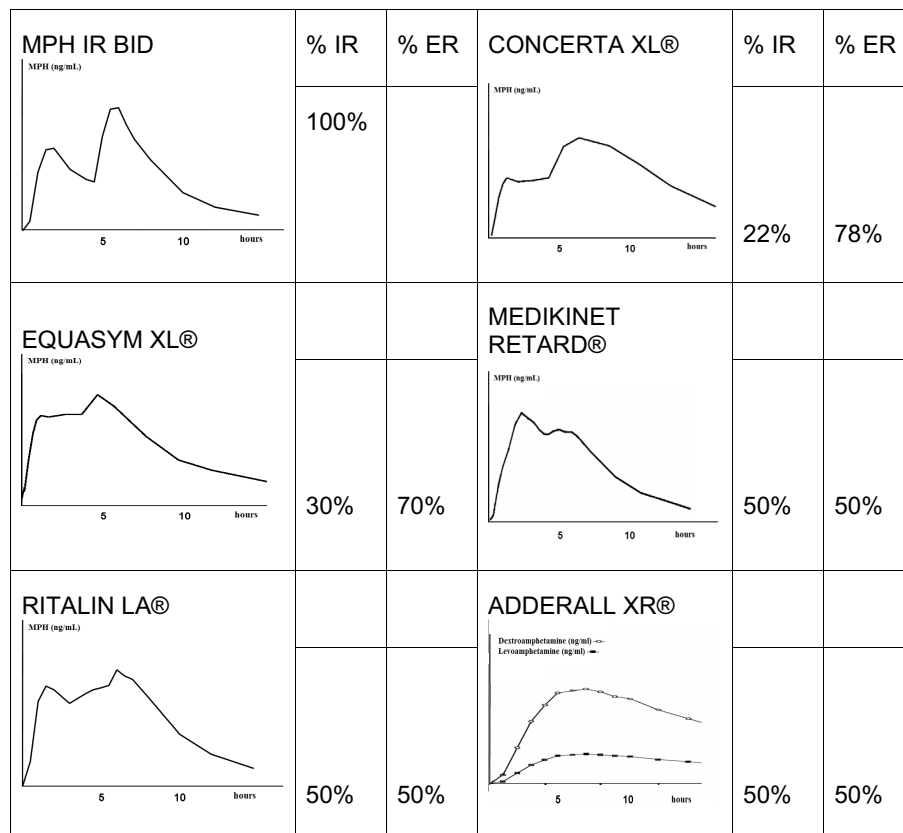 MPH IR BID % IR % ER CONCERTA XL® % IR % ER
MPH (ng/mL)
5 10 hours
100%
MPH (ng/mL)
5 10 hours
22% 78%
EQUASYM XL®
MPH (ng/mL)
5 10 hours
30% 70%
MEDIKINET
RETARD®
MPH (ng/mL)
5 10 hours
50% 50%
RITALIN LA®
MPH (ng/mL)
5 10 hours
50% 50%
ADDERALL XR®
Dextroamphetamine (ng/ml)
Levoamphetamine (ng/ml)
5 10 hours
50% 50%